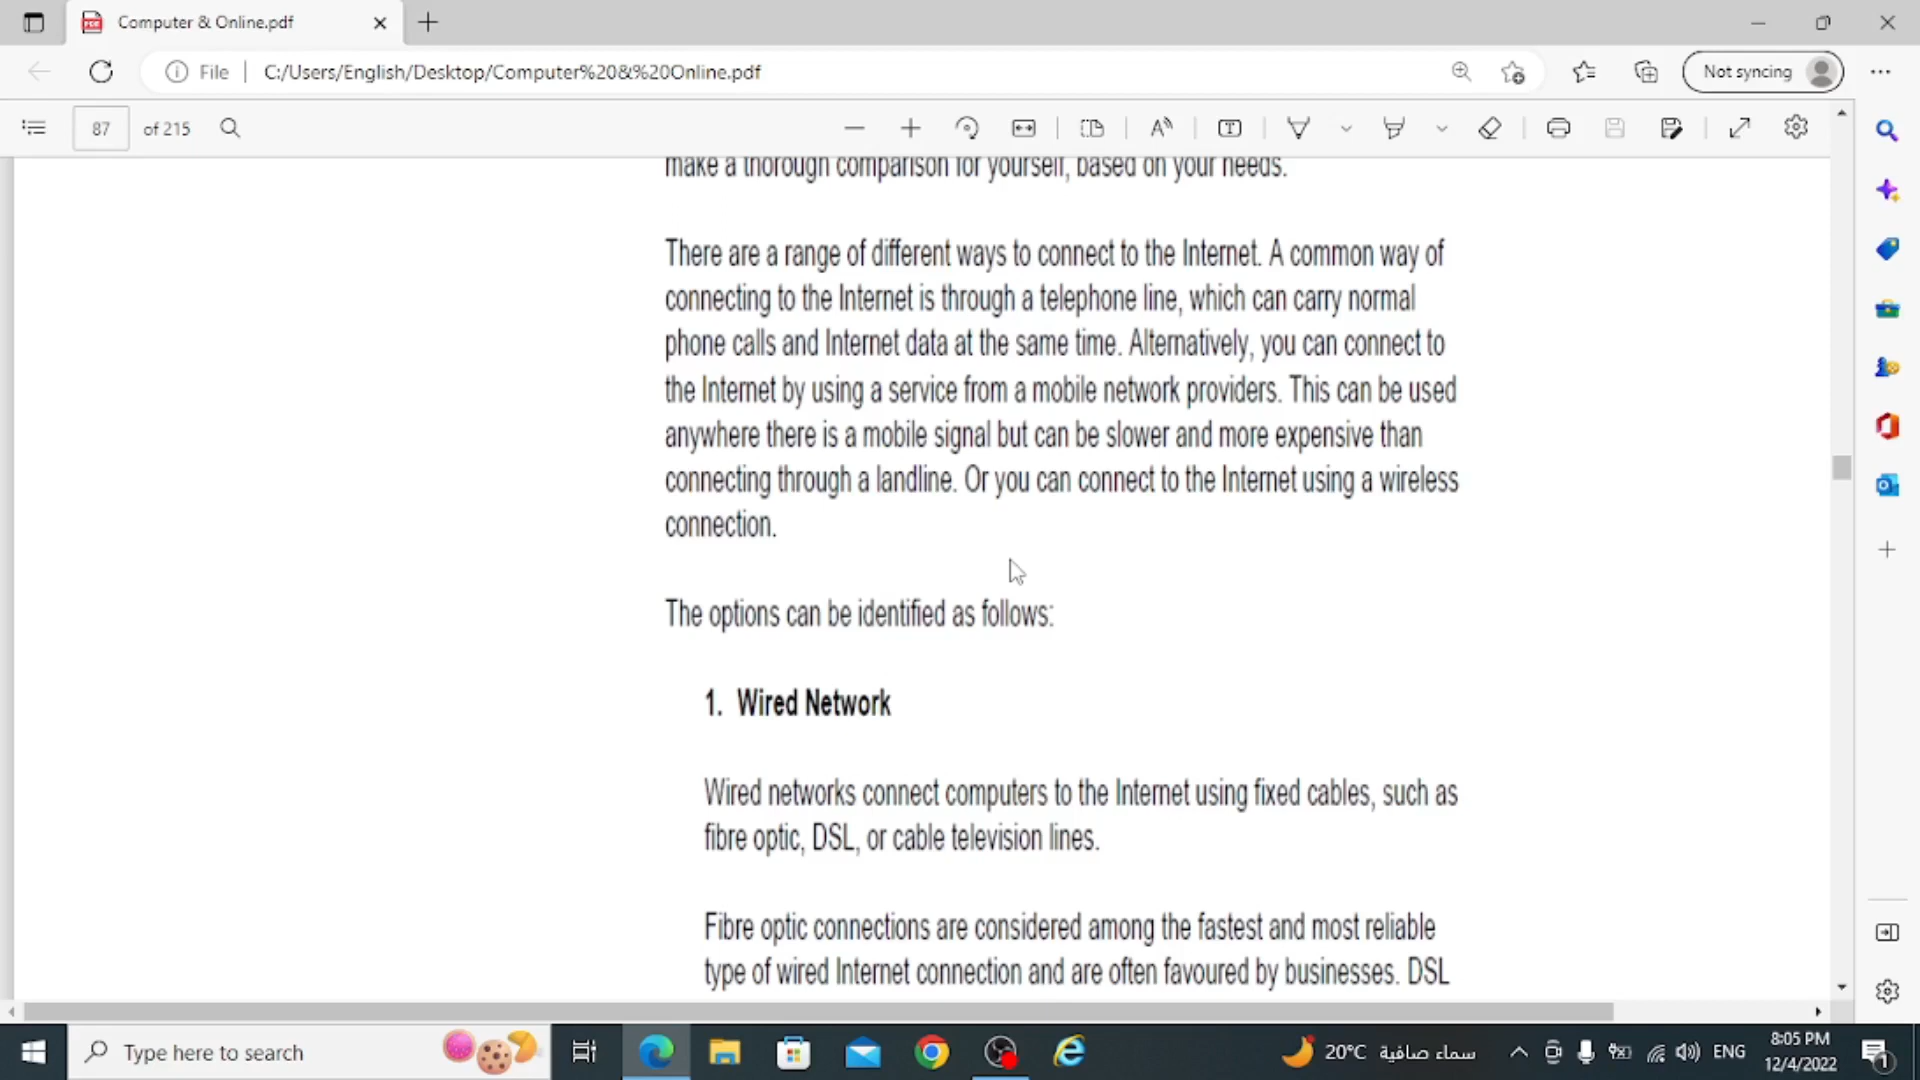 Computer & Online.pdf
File
C:/Users/English/Desktop/Computer%20&%20Online.pdf
Not syncing
87 of 215
make a thorough comparison for yourself, based on your needs.
There are a range of different ways to connect to the Internet. A common way of
connecting to the Internet is through a telephone line, which can carry normal
phone calls and Internet data at the same time. Alternatively, you can connect to
the Internet by using a service from a mobile network providers. This can be used
anywhere there is a mobile signal but can be slower and more expensive than
connecting through a landline. Or you can connect to the Internet using a wireless
connection.
The options can be identified as follows:
1. Wired Network
Wired networks connect computers to the Internet using fixed cables, such as
fibre optic, DSL, or cable television lines.
Fibre optic connections are considered among the fastest and most reliable
type of wired Internet connection and are often favoured by businesses. DSL
Type here to search
20°C سماء صافية
ENG
8:05 PM
12/4/2022
1